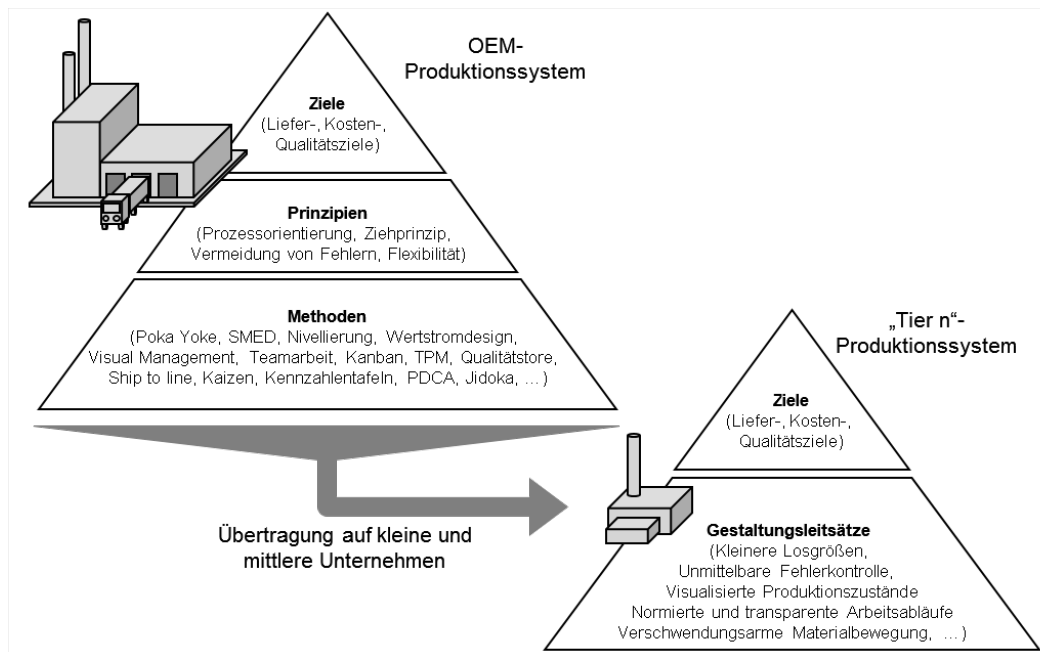 OEM-
Produktionssystem
Ziele
(Liefer-, Kosten-,
Qualitätsziele)
Prinzipien
(Prozessorientierung, Ziehprinzip,
Vermeidung von Fehlern, Flexibilität)
Methoden
(Poka Yoke, SMED, Nivellierung, Wertstromdesign,
Visual Management, Teamarbeit, Kanban, TPM, Qualitätstore,
Ship to line, Kaizen, Kennzahlentafeln, PDCA, Jidoka, ...)
Übertragung auf kleine und
mittlere Unternehmen
„Tier n“-
Produktionssystem
Ziele
(Liefer-, Kosten-,
Qualitätsziele)
Gestaltungsleitsätze
(Kleinere Losgrößen,
Unmittelbare Fehlerkontrolle,
Visualisierte Produktionszustände
Normierte und transparente Arbeitsabläufe
Verschwendungsarme Materialbewegung, ...)